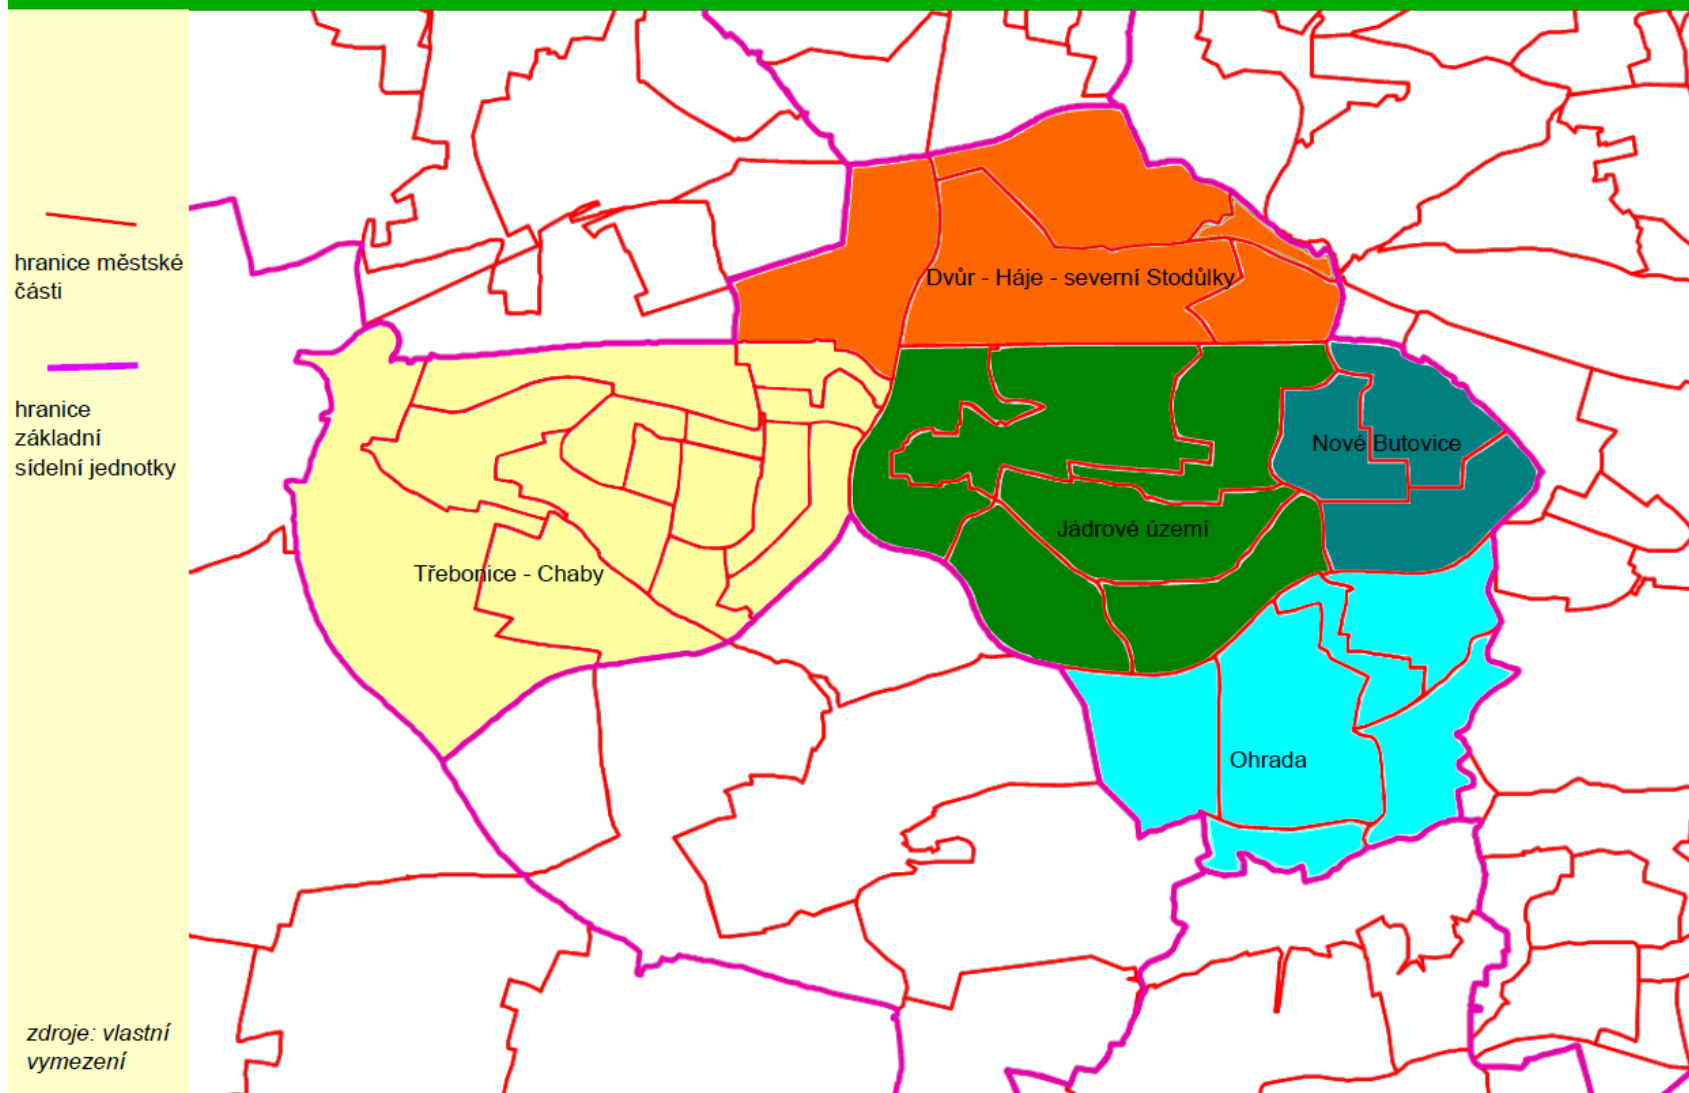 hranice městské
části
hranice
základní
sídelní jednotky
zdroje: vlastní
vymezení
Dvůr - Háje - severní Stodůlky
Nové Butovice
Jádrové území
Třebonice - Chaby
Ohrada